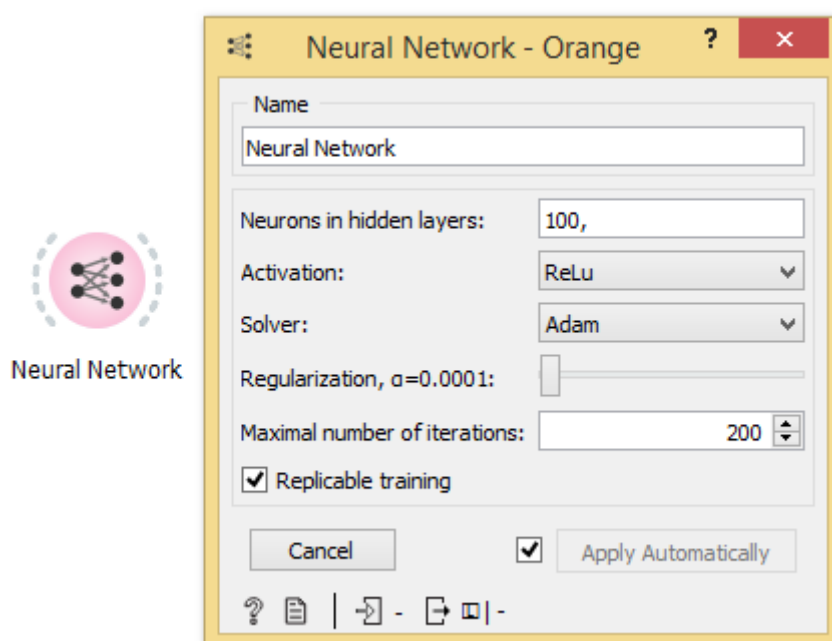 Neural Network - Orange ? ×
Name
Neural Network
Neurons in hidden layers: 100,
Activation: ReLu
Solver: Adam
Regularization, α=0.0001:
Maximal number of iterations: 200
Replicable training
Cancel Apply Automatically
? | - | -
Neural Network